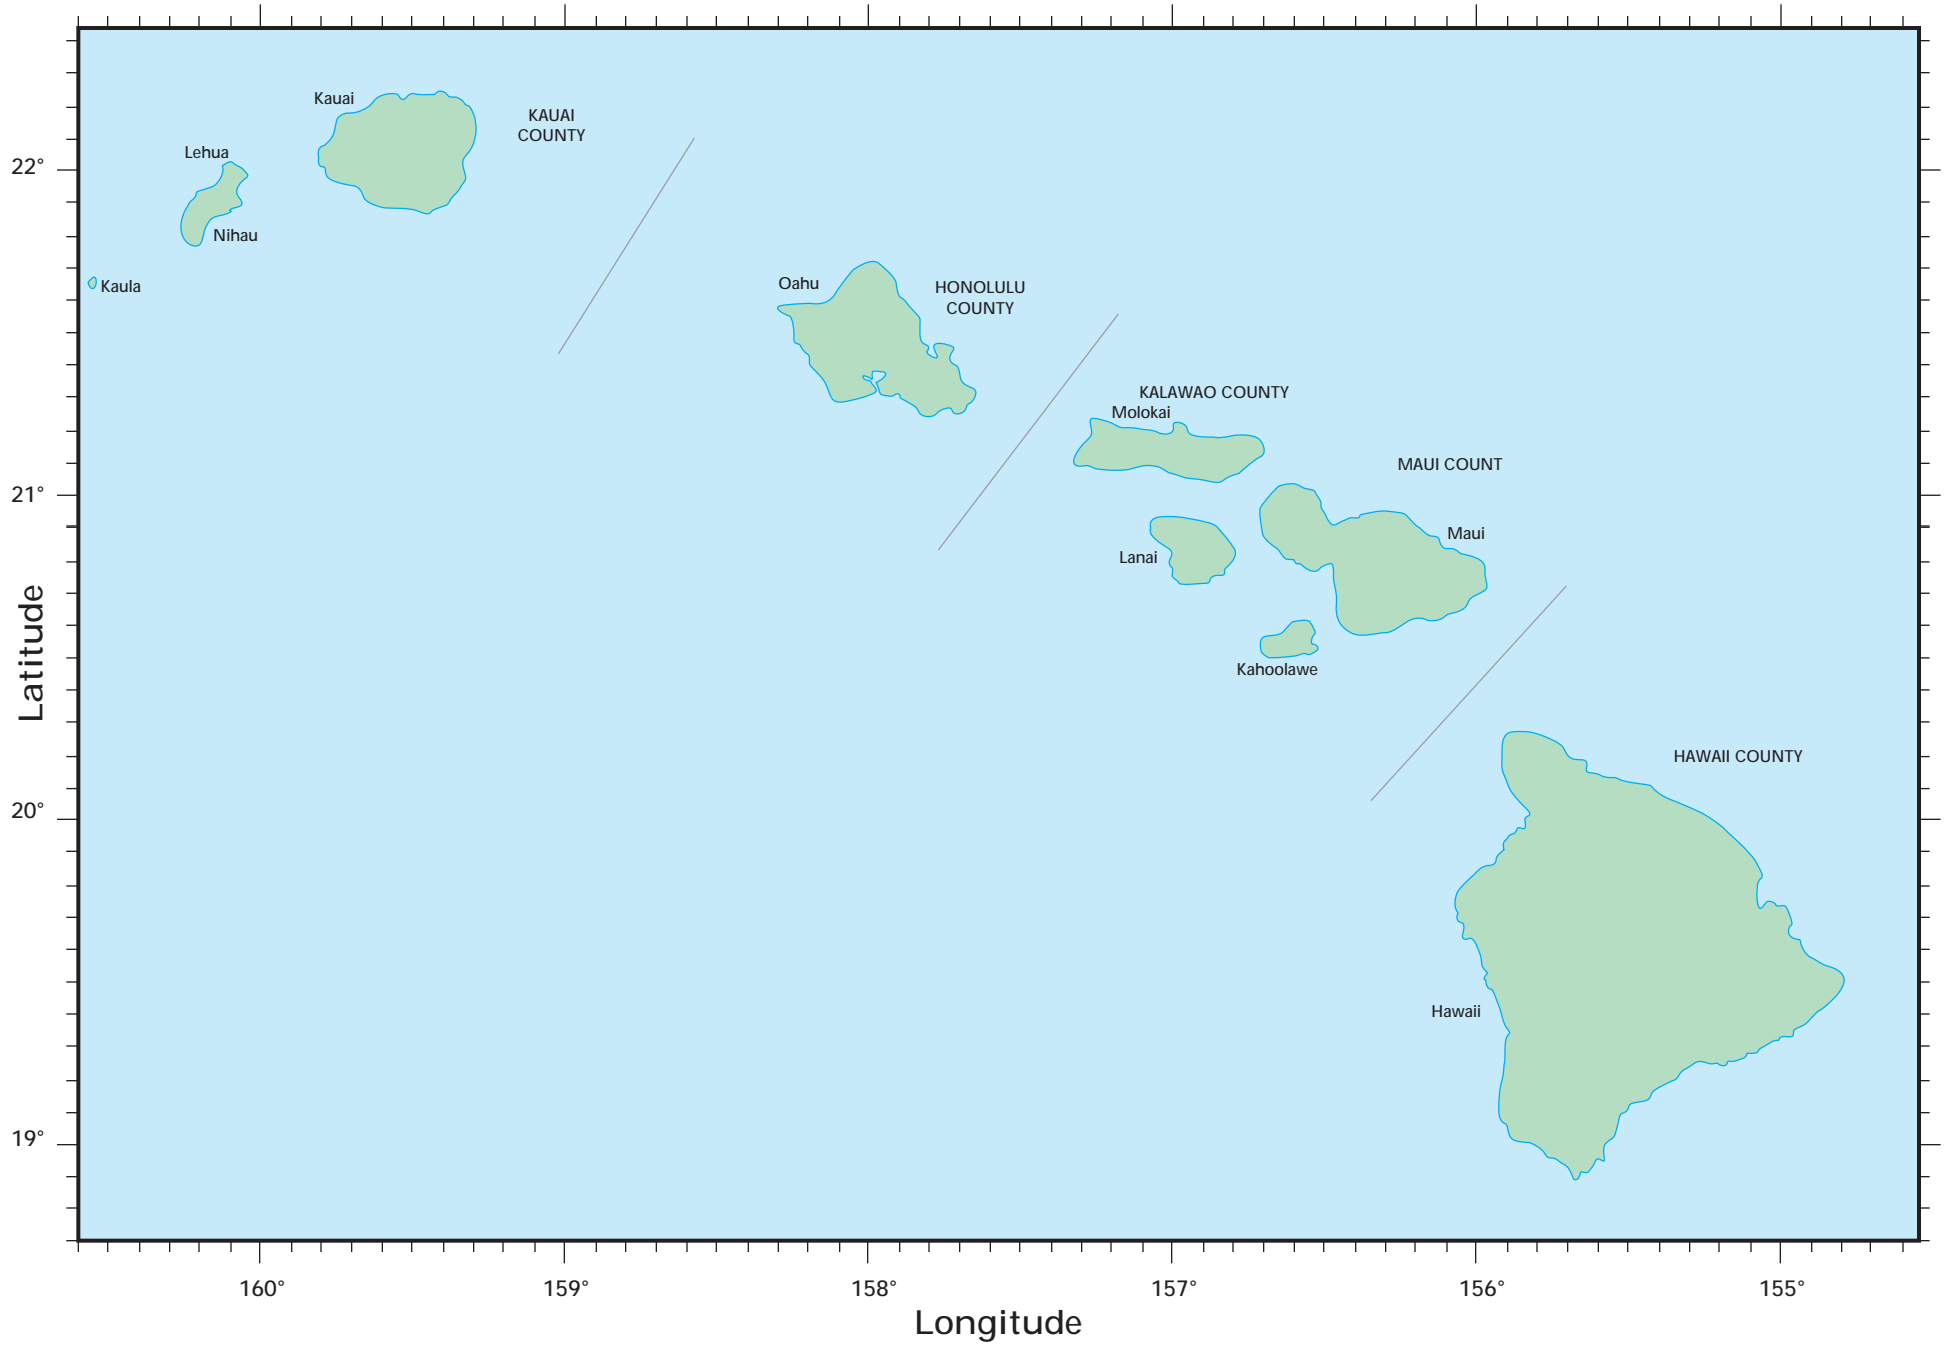 Kauai
KAUAI
COUNTY
Lehua
22°
Nihau
Kaula
Oahu
HONOLULU
COUNTY
KALAWAO COUNTY
Molokai
MAUI COUNT
21°
Maui
Lanai
Kahoolawe
Latitude
HAWAII COUNTY
20°
Hawaii
19°
160°
159°
158°
157°
156°
155°
Longitude